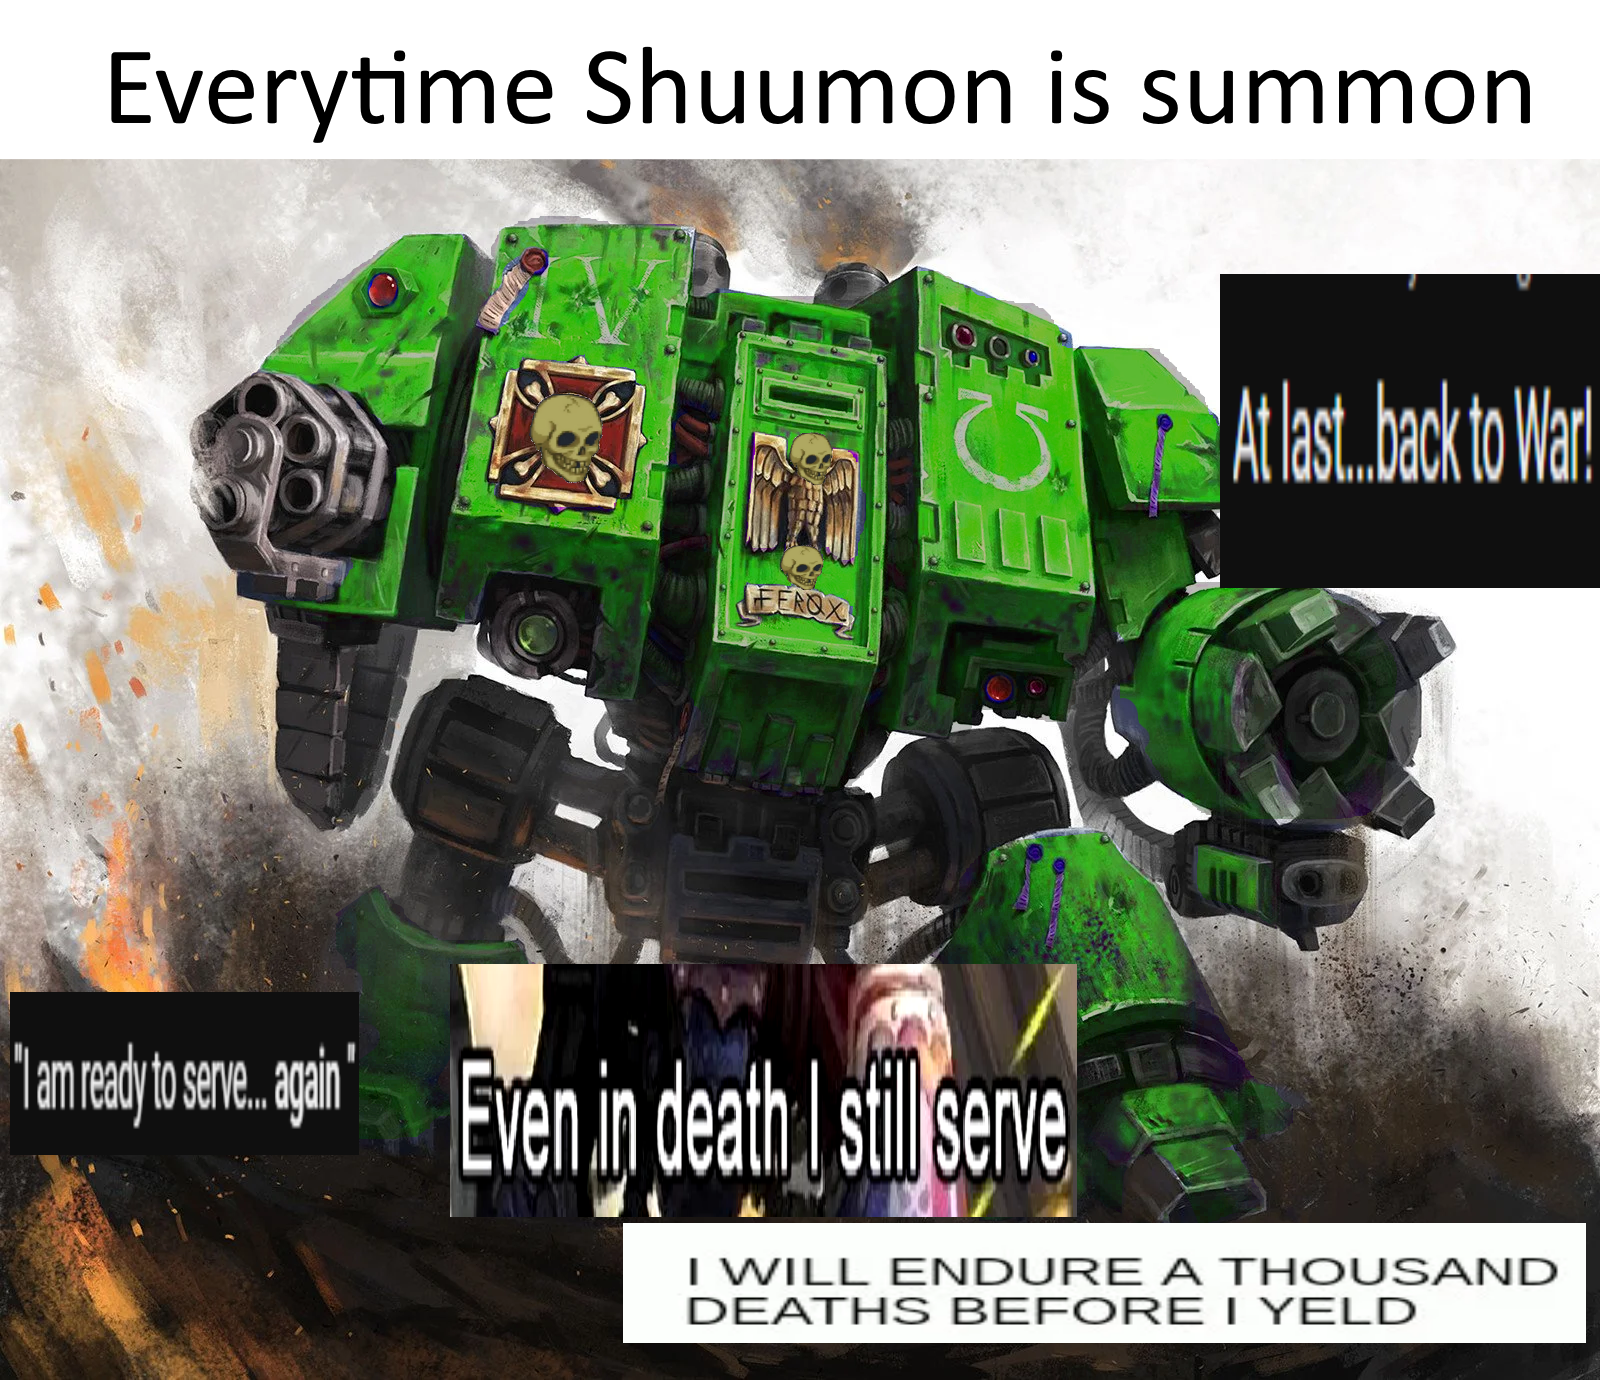 Everytime Shuumon is summon
IV
At last...back to War!
FEROX
"I am ready to serve... again"
Even in death I still serve
I WILL ENDURE A THOUSAND
DEATHS BEFORE I YELD